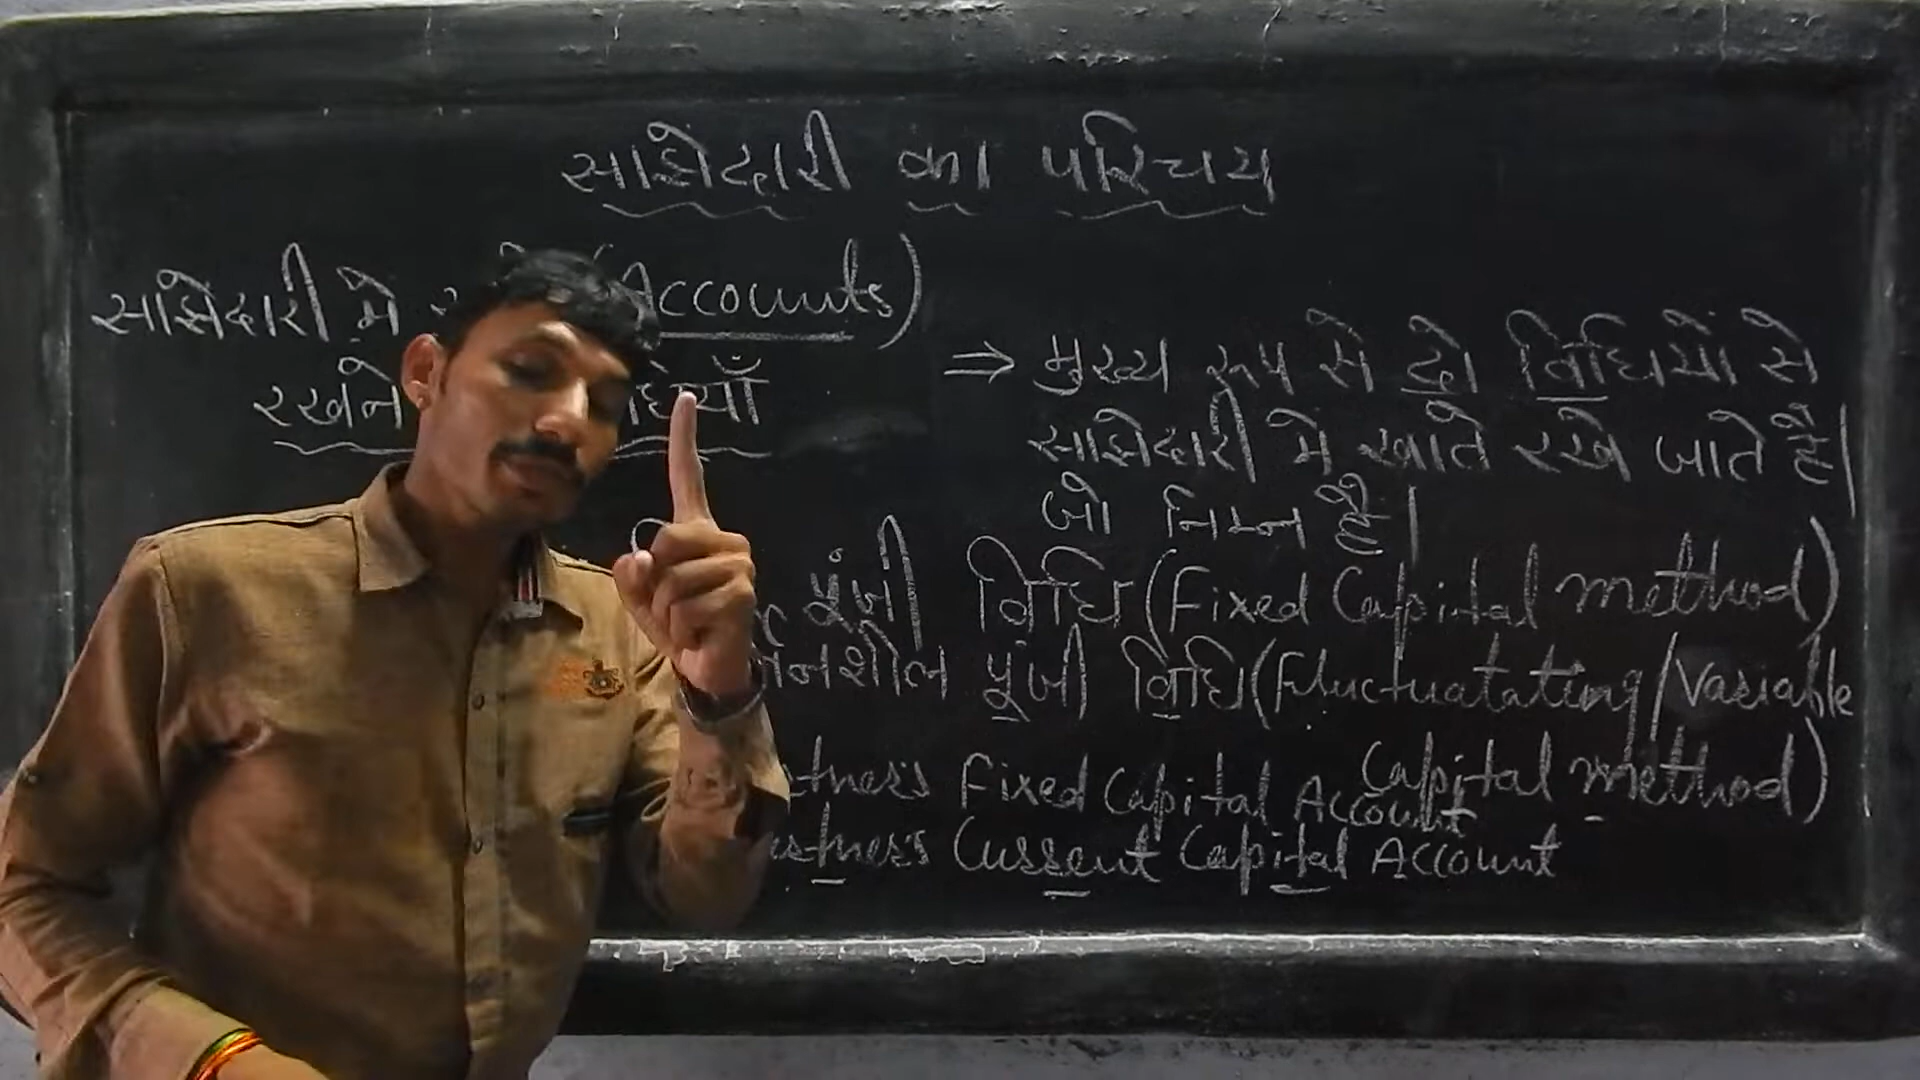 साझेदारी का परिचय
साझेदारी में (Accounts)
रखने
⇒ मुख्य रूप से दो विधियों से
साझेदारी में खाते रखे जाते हैं।
जो निम्न हैं।
पूंजी विधि (Fixed Capital method)
पूंजी विधि (Fluctuatating/Variable
Capital method)
Fixed Capital Account
Current Capital Account